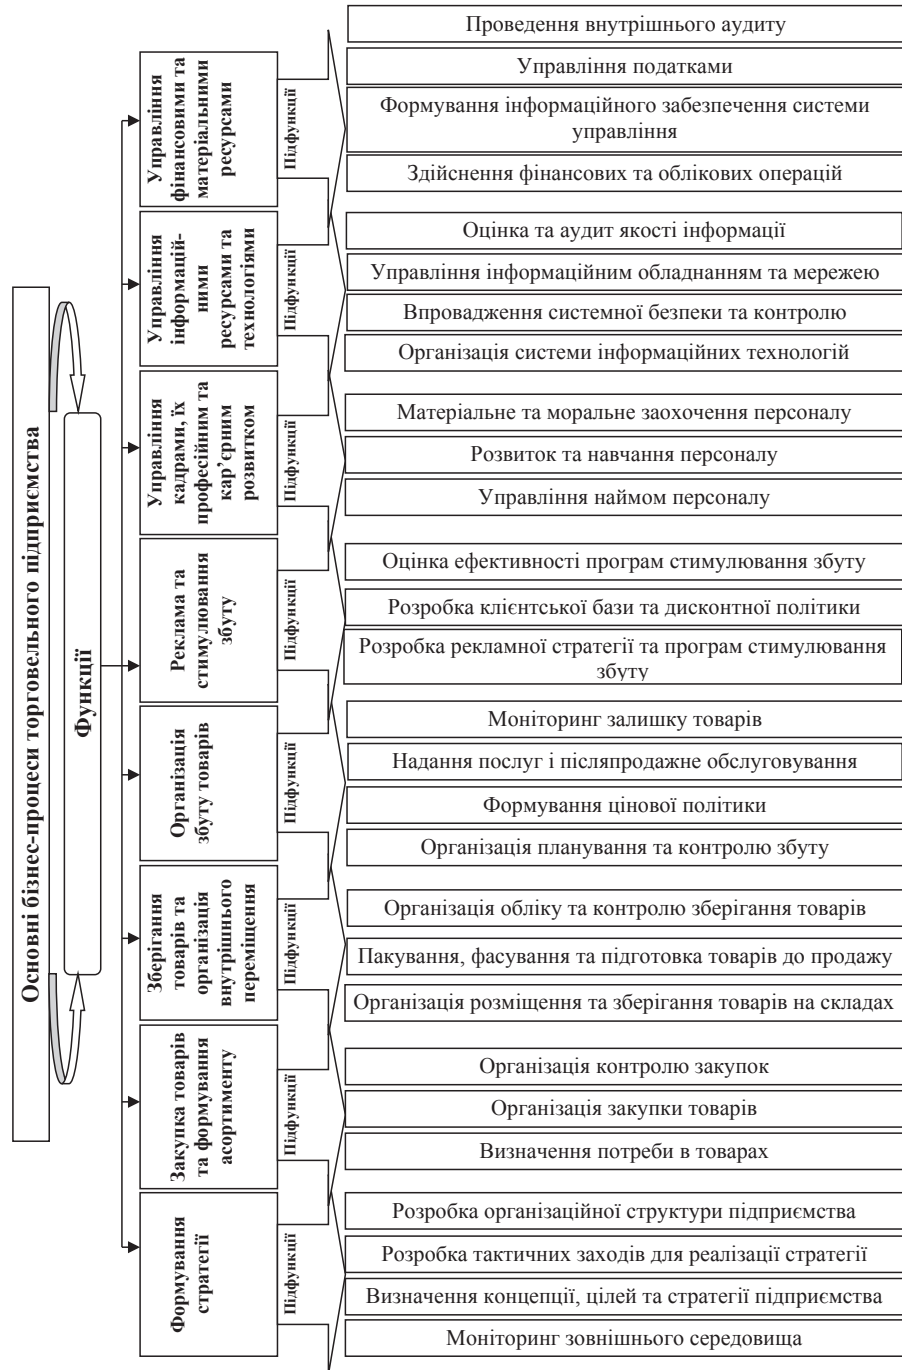 Основні бізнес-процеси торговельного підприємства
Функції
Управління
фінансовими та
матеріальними
ресурсами
Підфункції
Проведення внутрішнього аудиту
Управління податками
Формування інформаційного забезпечення системи
управління
Здійснення фінансових та облікових операцій
Управління
інформацій-
ними
ресурсами та
технологіями
Підфункції
Оцінка та аудит якості інформації
Управління інформаційним обладнанням та мережею
Впровадження системної безпеки та контролю
Організація системи інформаційних технологій
Управління
кадрами, їх
професійним та
кар’єрним
розвитком
Підфункції
Матеріальне та моральне заохочення персоналу
Розвиток та навчання персоналу
Управління наймом персоналу
Реклама та
стимулювання
збуту
Підфункції
Оцінка ефективності програм стимулювання збуту
Розробка клієнтської бази та дисконтної політики
Розробка рекламної стратегії та програм стимулювання
збуту
Організація
збуту товарів
Підфункції
Моніторинг залишку товарів
Надання послуг і післяпродажне обслуговування
Формування цінової політики
Організація планування та контролю збуту
Зберігання
товарів та
організація
внутрішнього
переміщення
Підфункції
Організація обліку та контролю зберігання товарів
Пакування, фасування та підготовка товарів до продажу
Організація розміщення та зберігання товарів на складах
Закупка товарів
та формування
асортименту
Підфункції
Організація контролю закупок
Організація закупки товарів
Визначення потреби в товарах
Формування
стратегії
Підфункції
Розробка організаційної структури підприємства
Розробка тактичних заходів для реалізації стратегії
Визначення концепції, цілей та стратегії підприємства
Моніторинг зовнішнього середовища